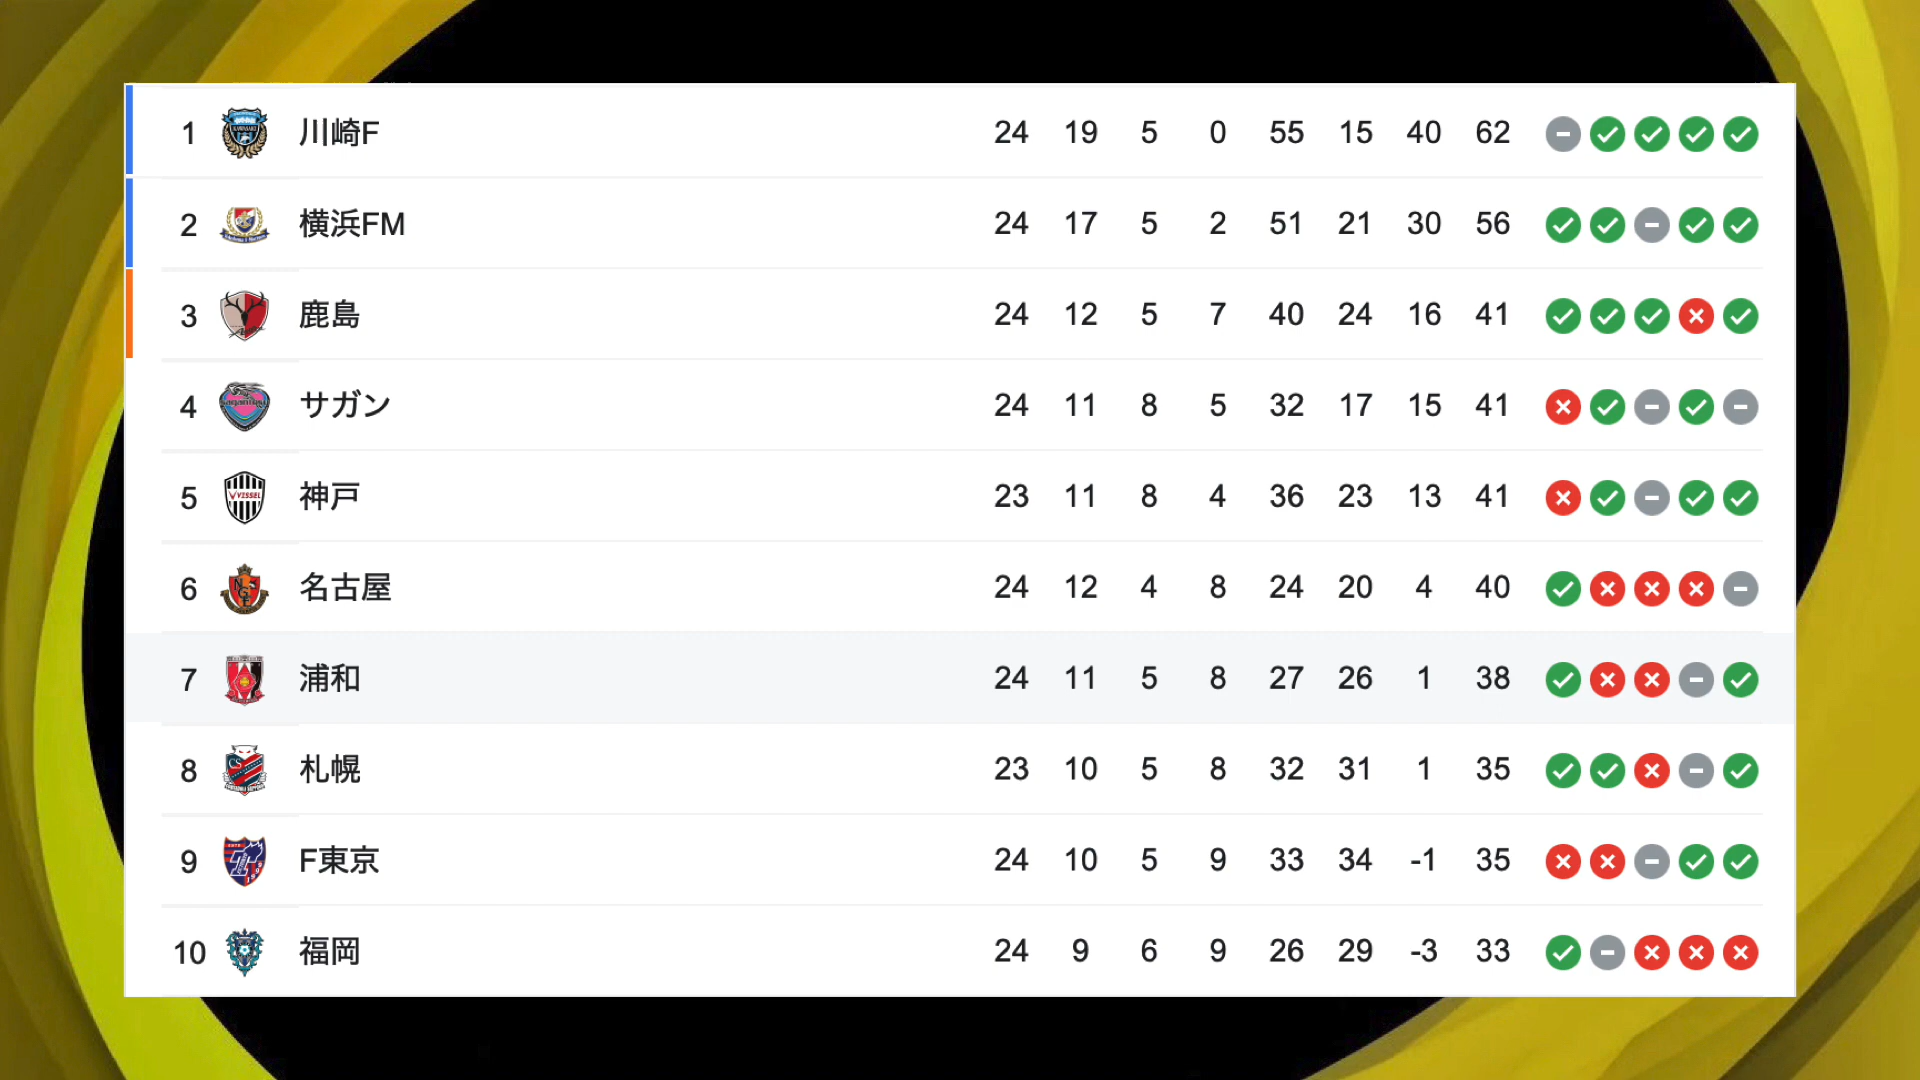 1 川崎F 24 19 5 0 55 15 40 62
2 横浜FM 24 17 5 2 51 21 30 56
3 鹿島 24 12 5 7 40 24 16 41
4 サガン 24 11 8 5 32 17 15 41
5 神戸 23 11 8 4 36 23 13 41
VISSEL
6 名古屋 24 12 4 8 24 20 4 40
7 浦和 24 11 5 8 27 26 1 38
8 札幌 23 10 5 8 32 31 1 35
9 F東京 24 10 5 9 33 34 -1 35
10 福岡 24 9 6 9 26 29 -3 33